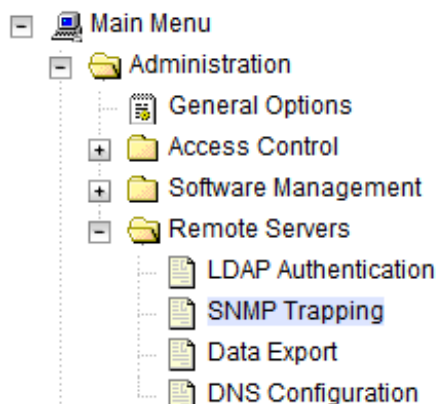 Main Menu
Administration
General Options
Access Control
Software Management
Remote Servers
LDAP Authentication
SNMP Trapping
Data Export
DNS Configuration